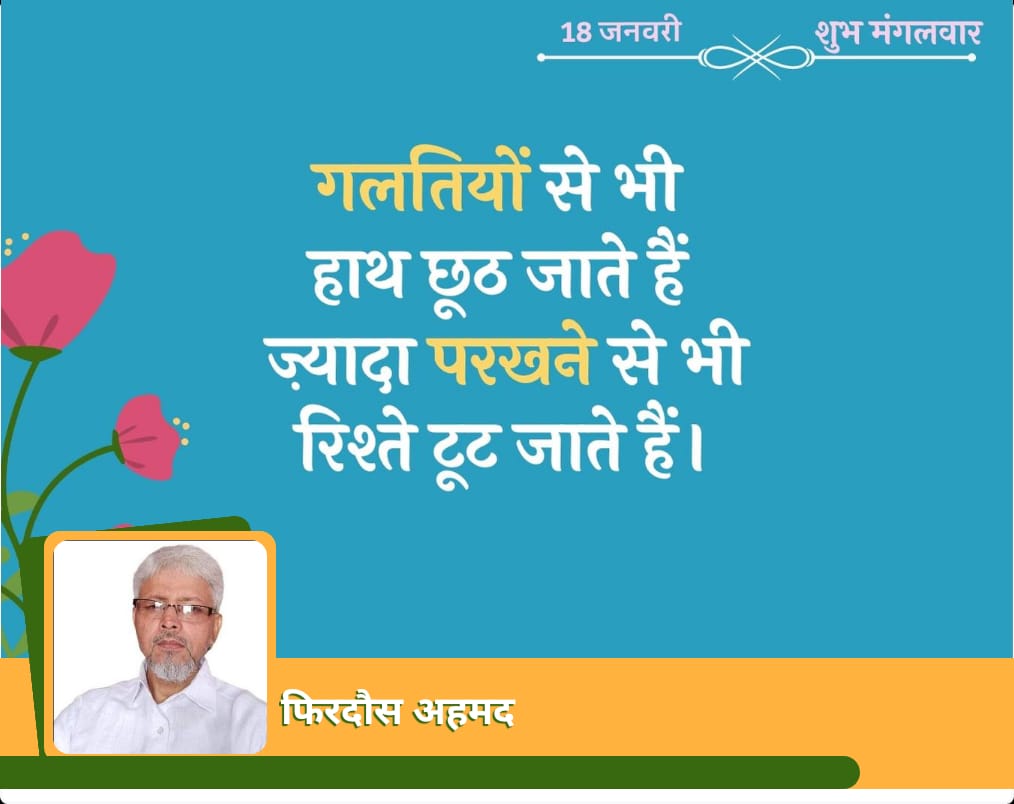 18 जनवरी शुभ मंगलवार
गलतियों से भी
हाथ छूठ जाते हैं
ज़्यादा परखने से भी
रिश्ते टूट जाते हैं।
फिरदौस अहमद